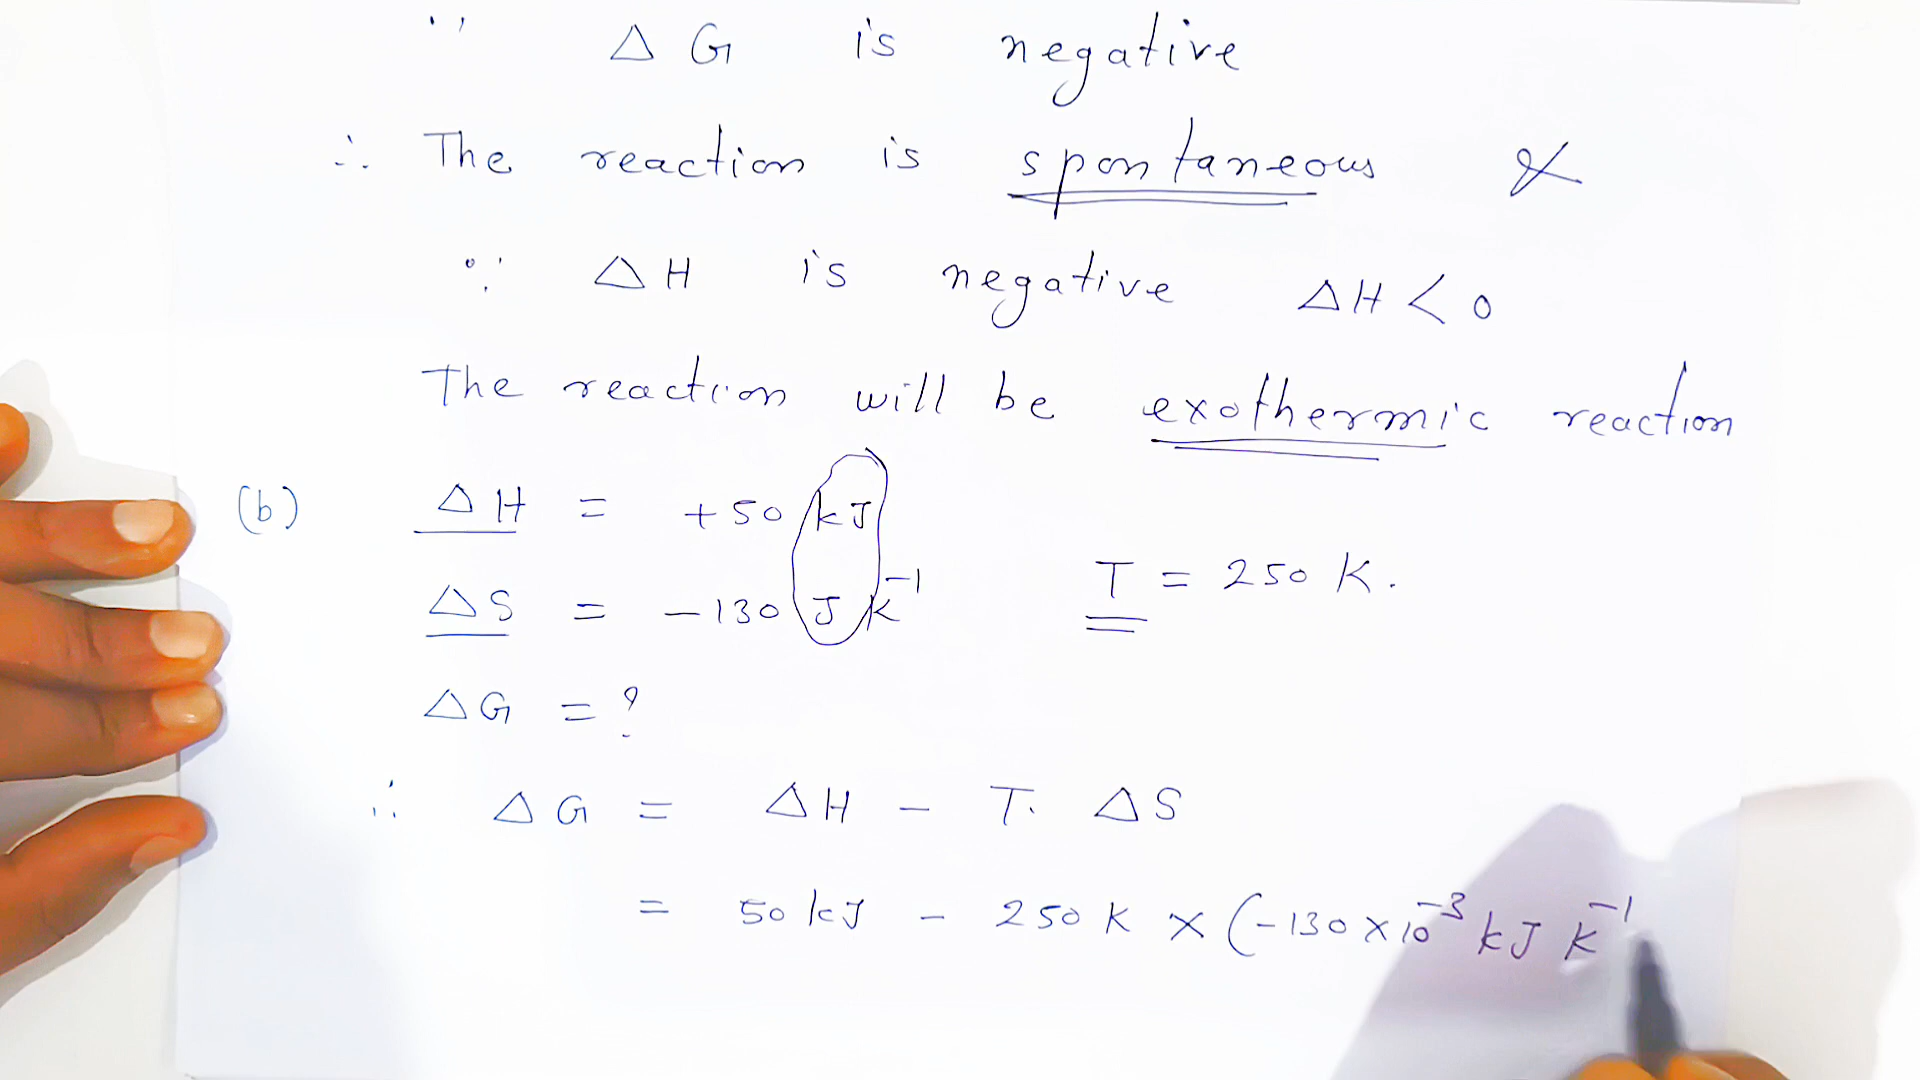 ∵ ΔG is negative
∴ The reaction is spontaneous &
∵ ΔH is negative ΔH < 0
The reaction will be exothermic reaction
(b) ΔH = +50 kJ
ΔS = -130 J K⁻¹ T = 250 K.
ΔG = ?
∴ ΔG = ΔH - T. ΔS
= 50 kJ - 250 K × (-130 × 10⁻³ kJ K⁻¹